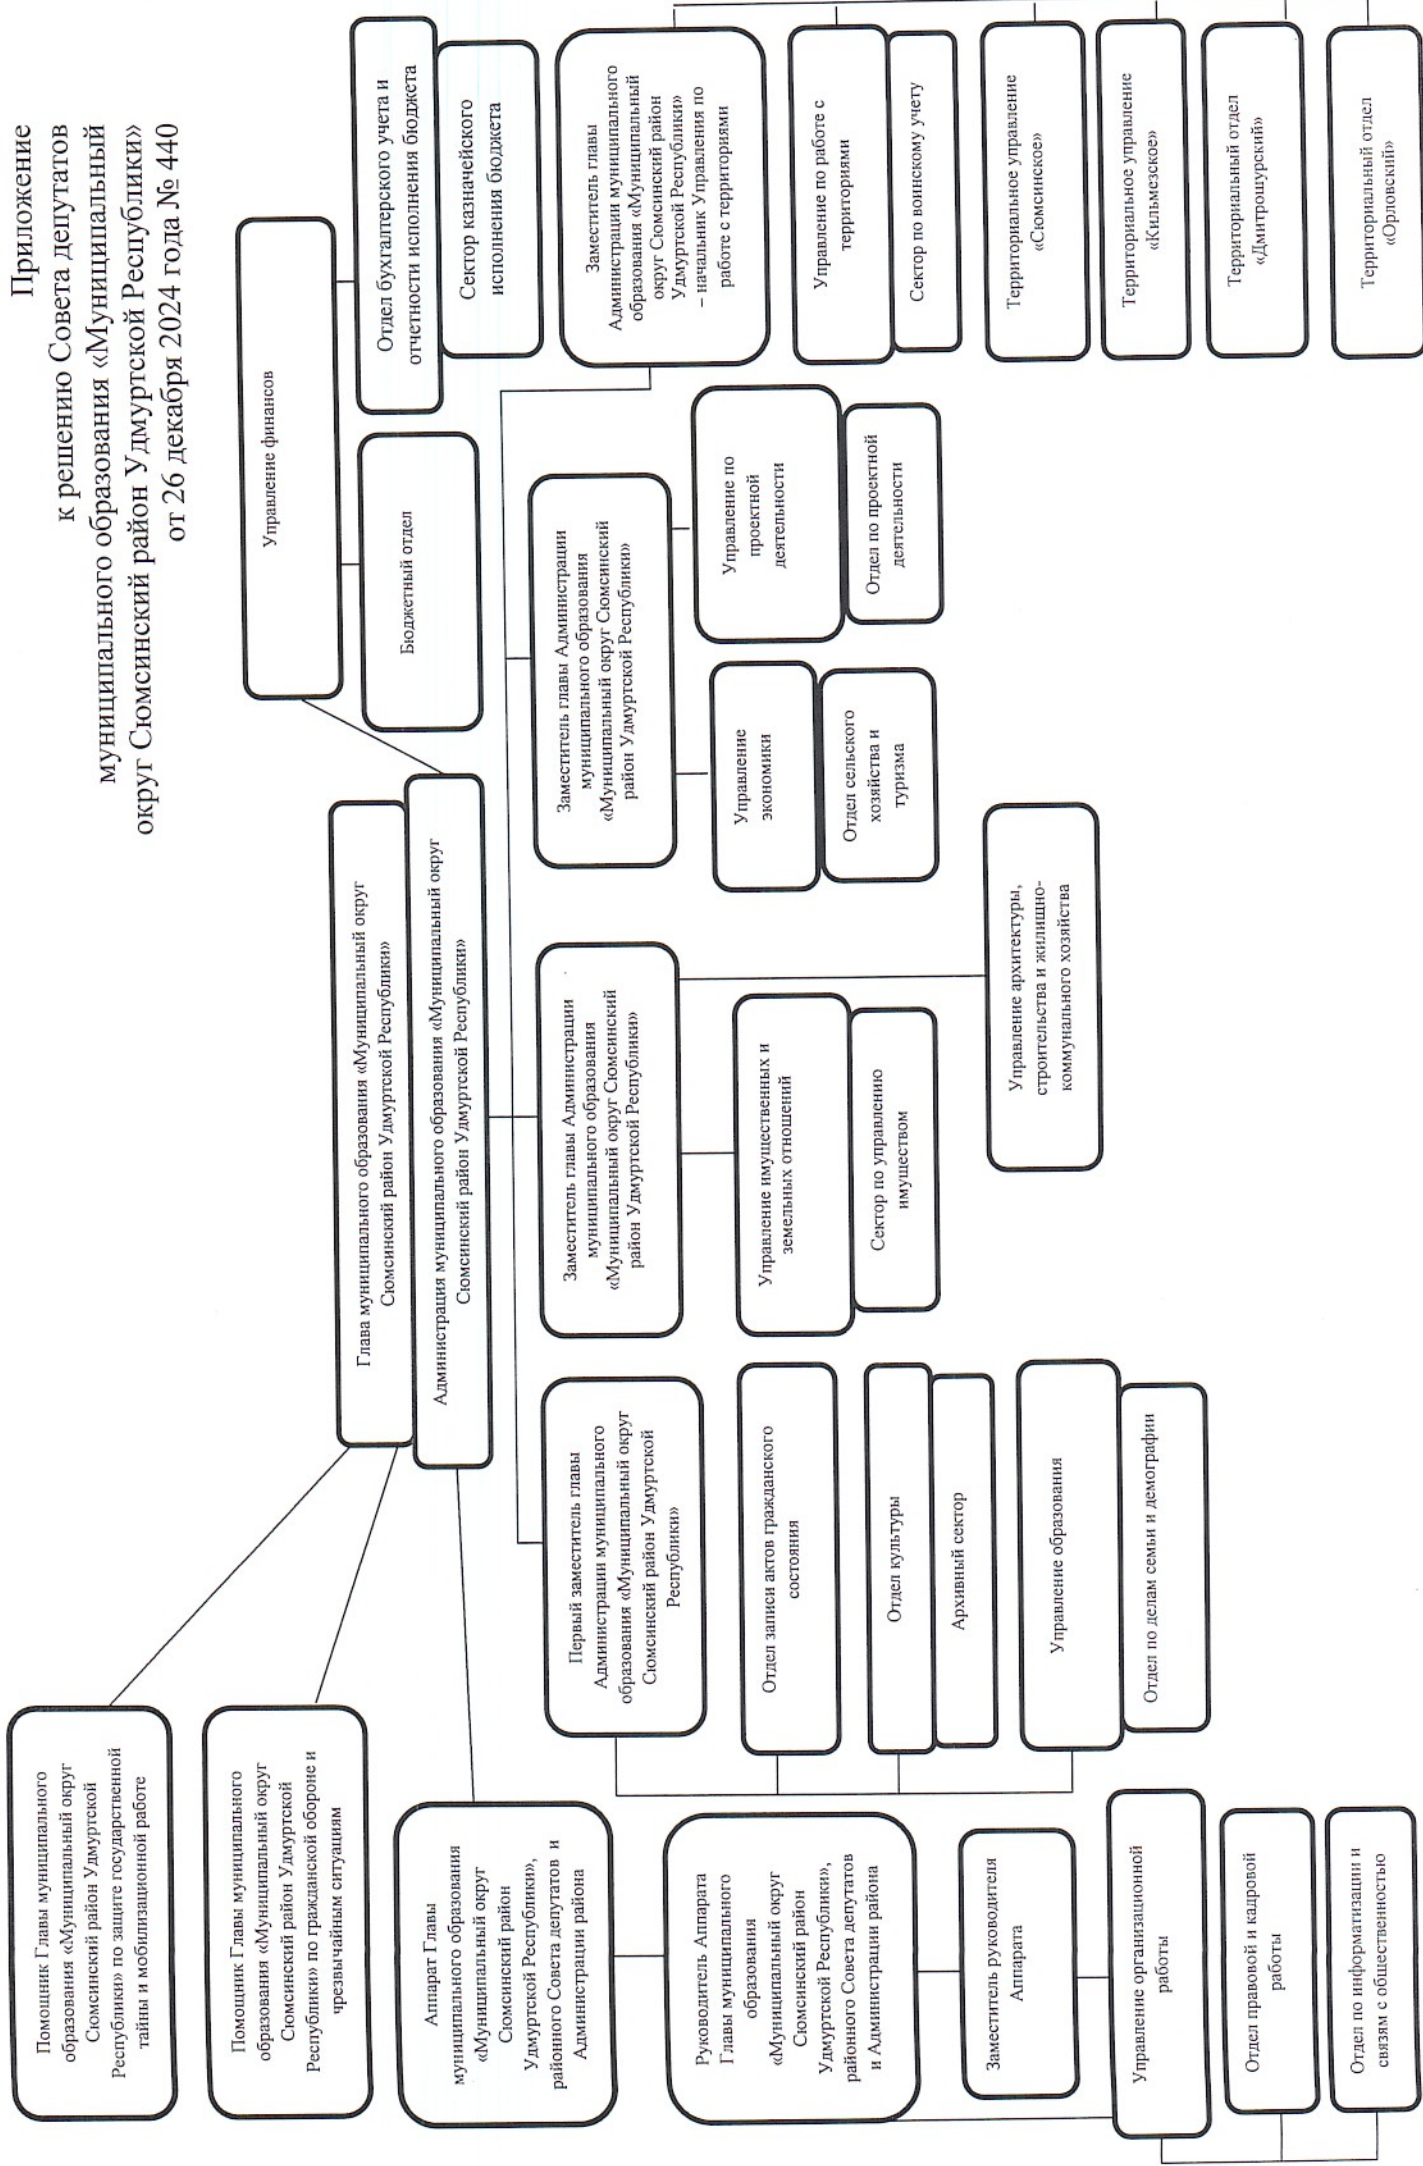 Приложение
к решению Совета депутатов
муниципального образования «Муниципальный
округ Сюмсинский район Удмуртской Республики»
от 26 декабря 2024 года № 440
Помощник Главы муниципального
образования «Муниципальный округ
Сюмсинский район Удмуртской
Республики» по защите государственной
тайны и мобилизационной работе
Помощник Главы муниципального
образования «Муниципальный округ
Сюмсинский район Удмуртской
Республики» по гражданской обороне и
чрезвычайным ситуациям
Глава муниципального образования «Муниципальный округ
Сюмсинский район Удмуртской Республики»
Администрация муниципального образования «Муниципальный округ
Сюмсинский район Удмуртской Республики»
Управление финансов
Бюджетный отдел
Отдел бухгалтерского учета и
отчетности исполнения бюджета
Сектор казначейского
исполнения бюджета
Аппарат Главы
муниципального образования
«Муниципальный округ
Сюмсинский район
Удмуртской Республики»,
районного Совета депутатов и
Администрации района
Руководитель Аппарата
Главы муниципального
образования
«Муниципальный округ
Сюмсинский район
Удмуртской Республики»,
районного Совета депутатов
и Администрации района
Заместитель руководителя
Аппарата
Управление организационной
работы
Отдел правовой и кадровой
работы
Отдел по информатизации и
связям с общественностью
Первый заместитель главы
Администрации муниципального
образования «Муниципальный округ
Сюмсинский район Удмуртской
Республики»
Отдел записи актов гражданского
состояния
Отдел культуры
Архивный сектор
Управление образования
Отдел по делам семьи и демографии
Заместитель главы Администрации
муниципального образования
«Муниципальный округ Сюмсинский
район Удмуртской Республики»
Управление имущественных и
земельных отношений
Сектор по управлению
имуществом
Управление архитектуры,
строительства и жилищно-
коммунального хозяйства
Заместитель главы Администрации
муниципального образования
«Муниципальный округ Сюмсинский
район Удмуртской Республики»
Управление
экономики
Отдел сельского
хозяйства и
туризма
Управление по
проектной
деятельности
Отдел по проектной
деятельности
Заместитель главы
Администрации муниципального
образования «Муниципальный
округ Сюмсинский район
Удмуртской Республики»
– начальник Управления по
работе с территориями
Управление по работе с
территориями
Сектор по воинскому учету
Территориальное управление
«Сюмсинское»
Территориальное управление
«Кильмезское»
Территориальный отдел
«Дмитрошурский»
Территориальный отдел
«Орловский»